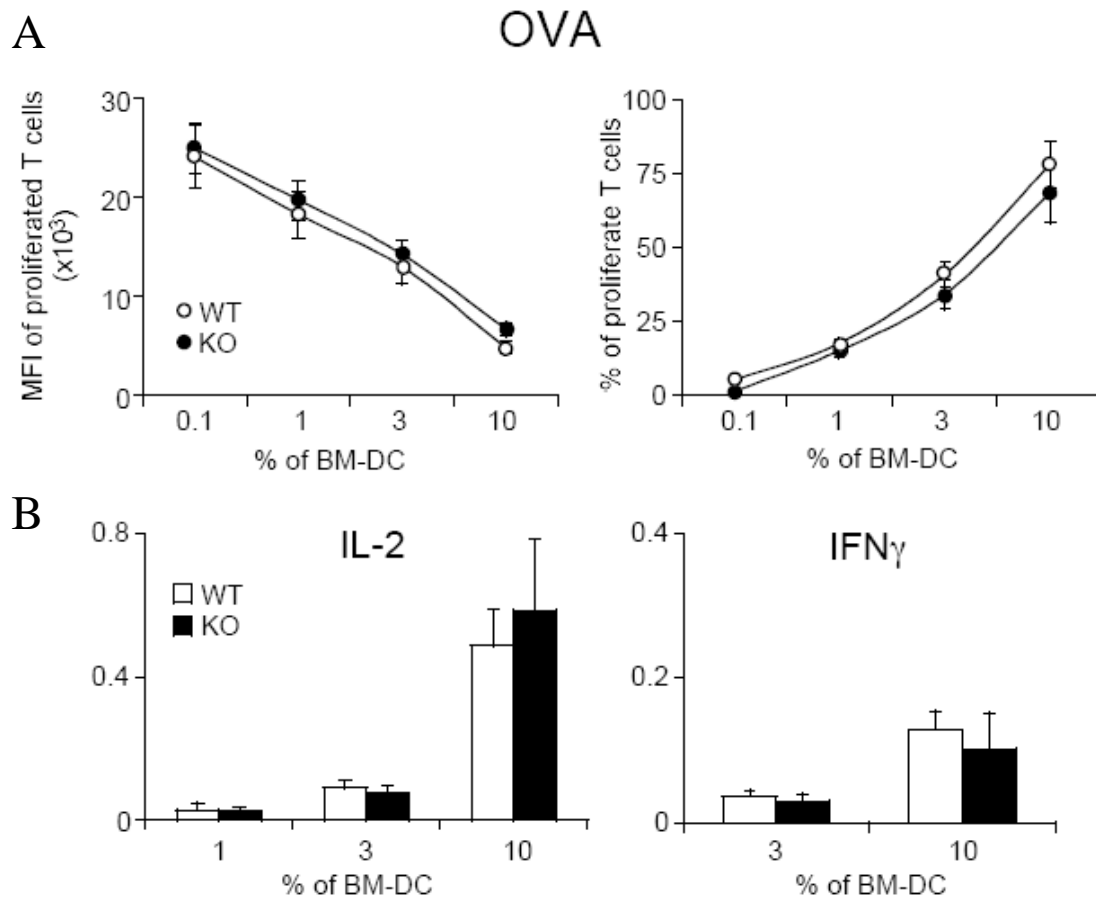 A
OVA
MFI of proliferated T cells
(x10³)
30
20
10
0
WT
KO
0.1 1 3 10
% of BM-DC
% of proliferate T cells
100
75
50
25
0
0.1 1 3 10
% of BM-DC
B
IL-2
0.8
0.4
0
WT
KO
1 3 10
% of BM-DC
IFNγ
0.4
0.2
0
3 10
% of BM-DC